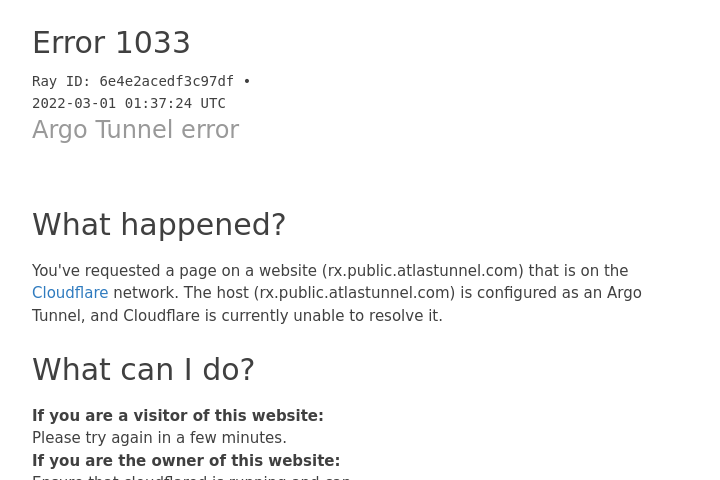 Error 1033
Ray ID: 6e4e2acedf3c97df •
2022-03-01 01:37:24 UTC
Argo Tunnel error
What happened?
You've requested a page on a website (rx.public.atlastunnel.com) that is on the
Cloudflare network. The host (rx.public.atlastunnel.com) is configured as an Argo
Tunnel, and Cloudflare is currently unable to resolve it.
What can I do?
If you are a visitor of this website:
Please try again in a few minutes.
If you are the owner of this website:
Ensure that cloudflared is running and can